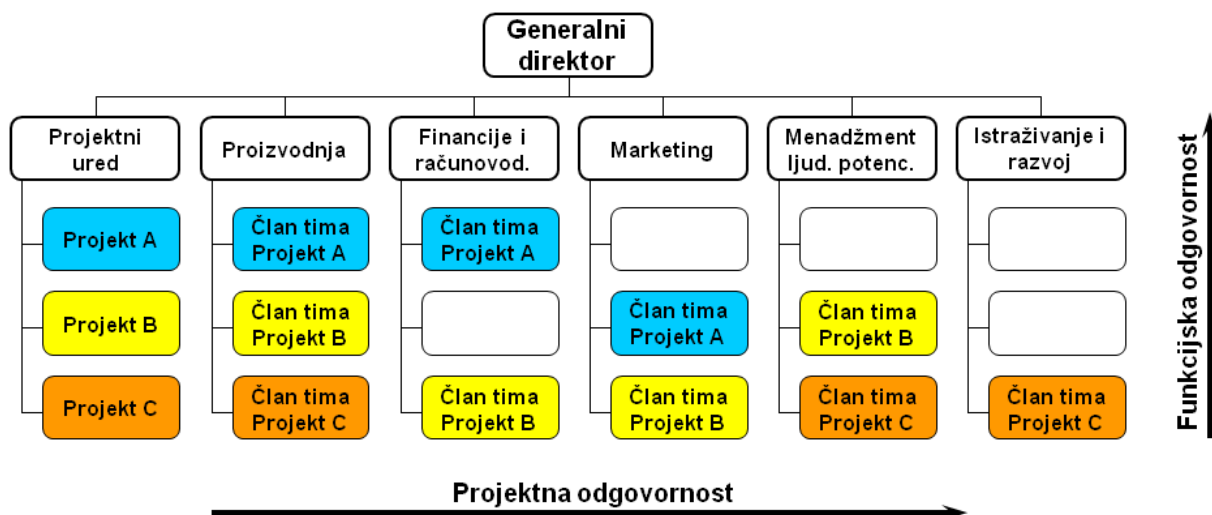 Generalni
direktor
Projektni
ured
Proizvodnja
Financije i
računovod.
Marketing
Menadžment
ljud. potenc.
Istraživanje i
razvoj
Projekt A
Član tima
Projekt A
Član tima
Projekt A
Projekt B
Član tima
Projekt B
Član tima
Projekt A
Član tima
Projekt B
Projekt C
Član tima
Projekt C
Član tima
Projekt B
Član tima
Projekt B
Član tima
Projekt C
Član tima
Projekt C
Funkcijska odgovornost
Projektna odgovornost